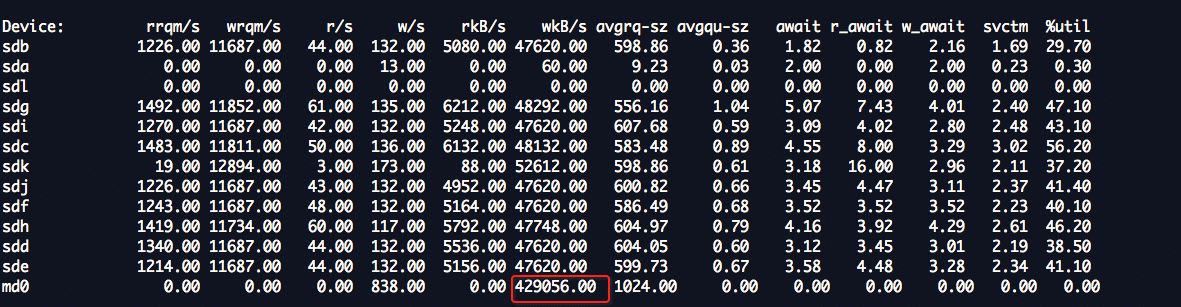 Device: rrqm/s wrqm/s r/s w/s rkB/s wkB/s avgrq-sz avgqu-sz await r_await w_await svctm %util
sdb 1226.00 11687.00 44.00 132.00 5080.00 47620.00 598.86 0.36 1.82 0.82 2.16 1.69 29.70
sda 0.00 0.00 0.00 13.00 0.00 60.00 9.23 0.03 2.00 0.00 2.00 0.23 0.30
sdl 0.00 0.00 0.00 0.00 0.00 0.00 0.00 0.00 0.00 0.00 0.00 0.00 0.00
sdg 1492.00 11852.00 61.00 135.00 6212.00 48292.00 556.16 1.04 5.07 7.43 4.01 2.40 47.10
sdi 1270.00 11687.00 42.00 132.00 5248.00 47620.00 607.68 0.59 3.09 4.02 2.80 2.48 43.10
sdc 1483.00 11811.00 50.00 136.00 6132.00 48132.00 583.48 0.89 4.55 8.00 3.29 3.02 56.20
sdk 19.00 12894.00 3.00 173.00 88.00 52612.00 598.86 0.61 3.18 16.00 2.96 2.11 37.20
sdj 1226.00 11687.00 43.00 132.00 4952.00 47620.00 600.82 0.66 3.45 4.47 3.11 2.37 41.40
sdf 1243.00 11687.00 48.00 132.00 5164.00 47620.00 586.49 0.68 3.52 3.52 3.52 2.23 40.10
sdh 1419.00 11734.00 60.00 117.00 5792.00 47748.00 604.97 0.79 4.16 3.92 4.29 2.61 46.20
sdd 1340.00 11687.00 44.00 132.00 5536.00 47620.00 604.05 0.60 3.12 3.45 3.01 2.19 38.50
sde 1214.00 11687.00 44.00 132.00 5156.00 47620.00 599.73 0.67 3.58 4.48 3.28 2.34 41.10
md0 0.00 0.00 0.00 838.00 0.00 429056.00 1024.00 0.00 0.00 0.00 0.00 0.00 0.00